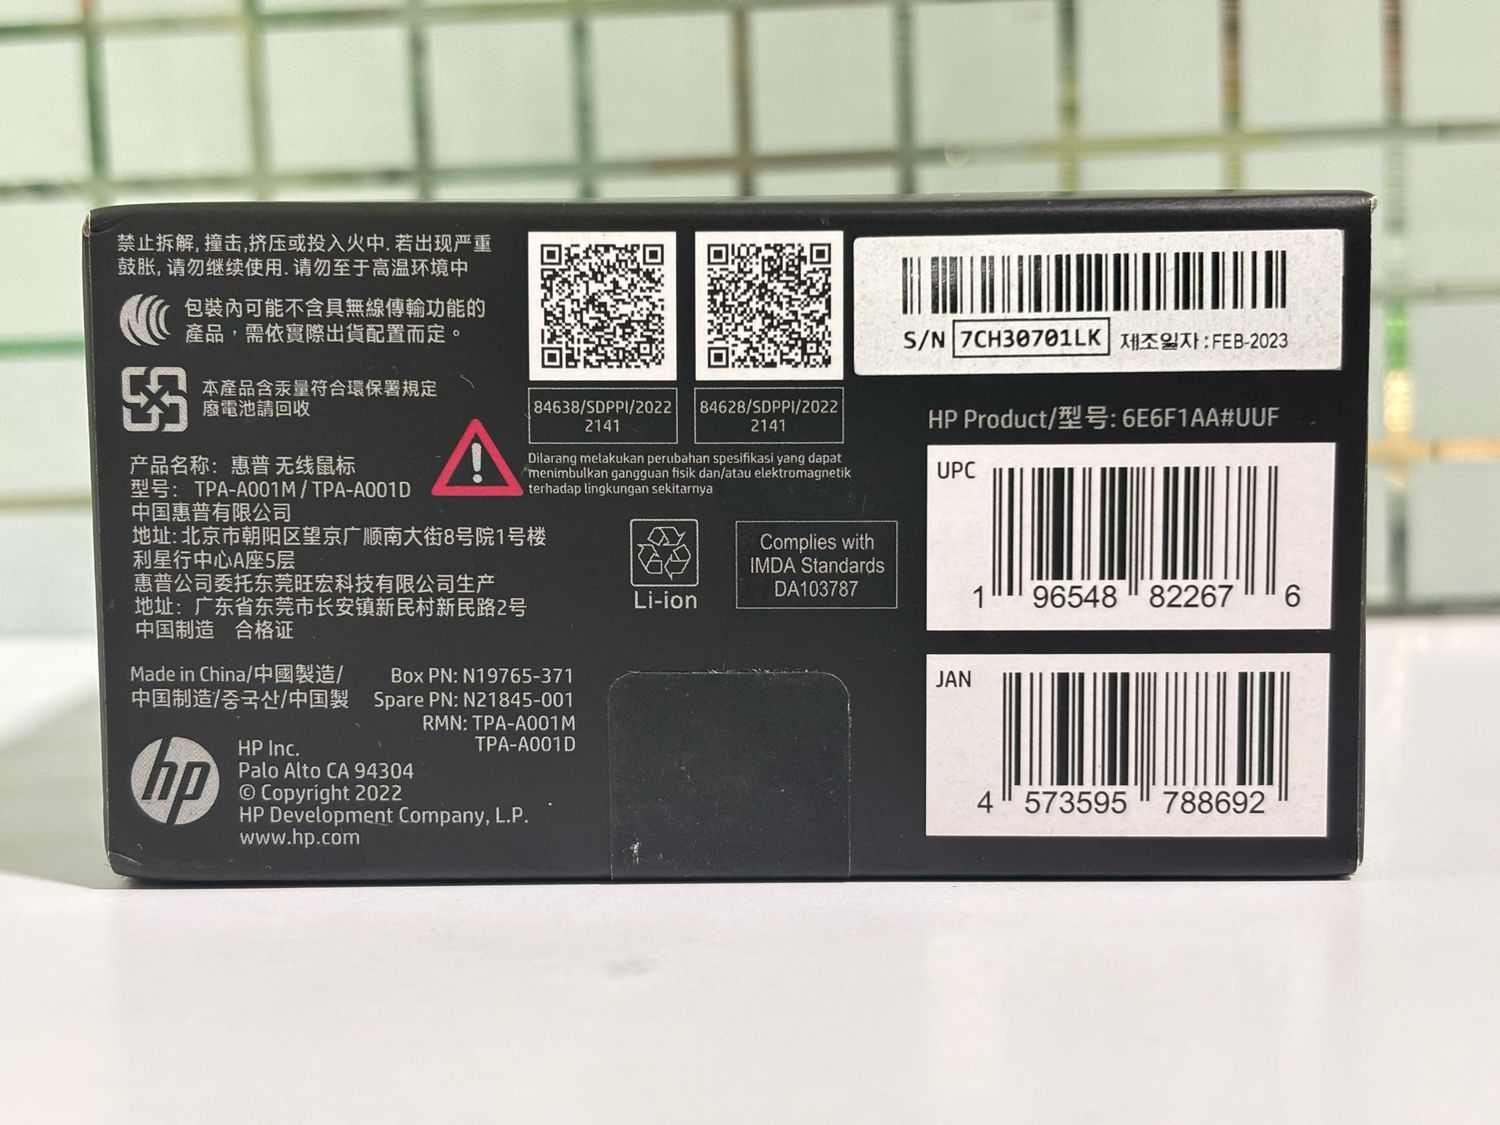 禁止拆解, 撞击,挤压或投入火中. 若出现严重
鼓胀, 请勿继续使用. 请勿至于高温环境中
包裝內可能不含具無線傳輸功能的
產品，需依實際出貨配置而定。
本產品含汞量符合環保署規定
廢電池請回收
产品名称：惠普 无线鼠标
型号： TPA-A001M / TPA-A001D
中国惠普有限公司
地址: 北京市朝阳区望京广顺南大街8号院1号楼
利星行中心A座5层
惠普公司委托东莞旺宏科技有限公司生产
地址：广东省东莞市长安镇新民村新民路2号
中国制造 合格证
Made in China/中國製造/
中国制造/중국산/中国製
Box PN: N19765-371
Spare PN: N21845-001
RMN: TPA-A001M
TPA-A001D
hp
HP Inc.
Palo Alto CA 94304
© Copyright 2022
HP Development Company, L.P.
www.hp.com
84638/SDPPI/2022
2141
84628/SDPPI/2022
2141
Dilarang melakukan perubahan spesifikasi yang dapat
menimbulkan gangguan fisik dan/atau elektromagnetik
terhadap lingkungan sekitarnya
Li-ion
Complies with
IMDA Standards
DA103787
S/N 7CH30701LK 제조일자 : FEB-2023
HP Product/型号: 6E6F1AA#UUF
UPC
1 96548 82267 6
JAN
4 573595 788692